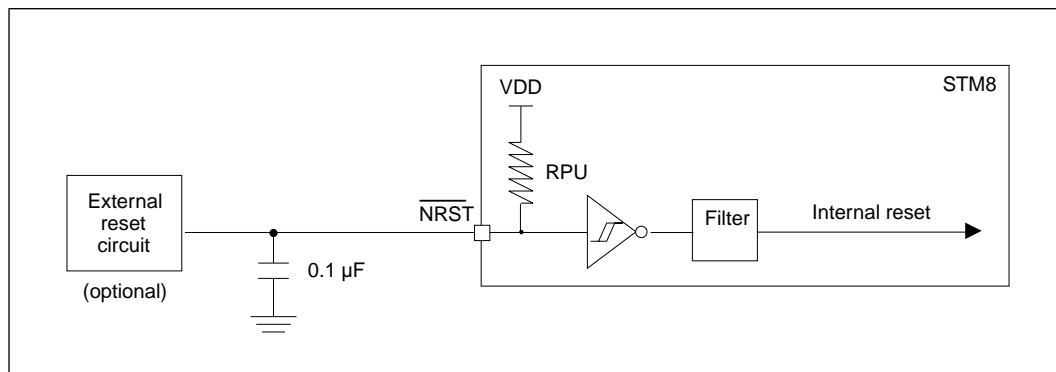 STM8
VDD
RPU
External
reset
circuit
(optional)
0.1 µF
NRST
Filter
Internal reset